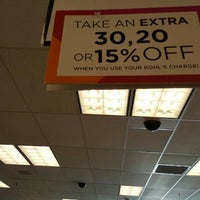 TAKE AN EXTRA
30,20
OR 15% OFF
WHEN YOU USE YOUR KOHL'S CHARGE!